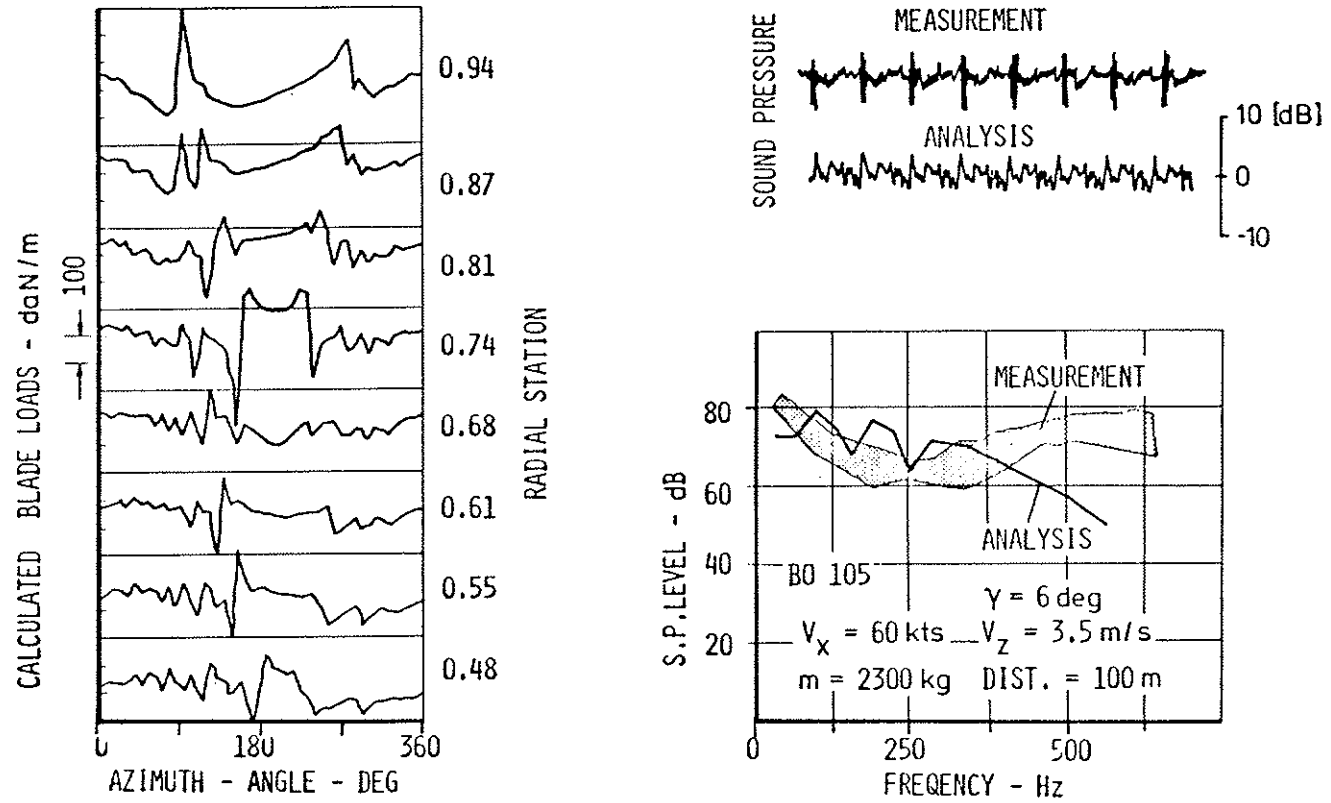 CALCULATED BLADE LOADS - daN/m
100
0.94
0.87
0.81
0.74
0.68
0.61
0.55
0.48
RADIAL STATION
0 180 360
AZIMUTH - ANGLE - DEG
SOUND PRESSURE
MEASUREMENT
ANALYSIS
10 [dB]
0
-10
S.P.LEVEL - dB
80
60
40
20
MEASUREMENT
ANALYSIS
BO 105
γ = 6 deg
Vx = 60 kts Vz = 3.5 m/s
m = 2300 kg DIST. = 100 m
0 250 500
FREQENCY - Hz